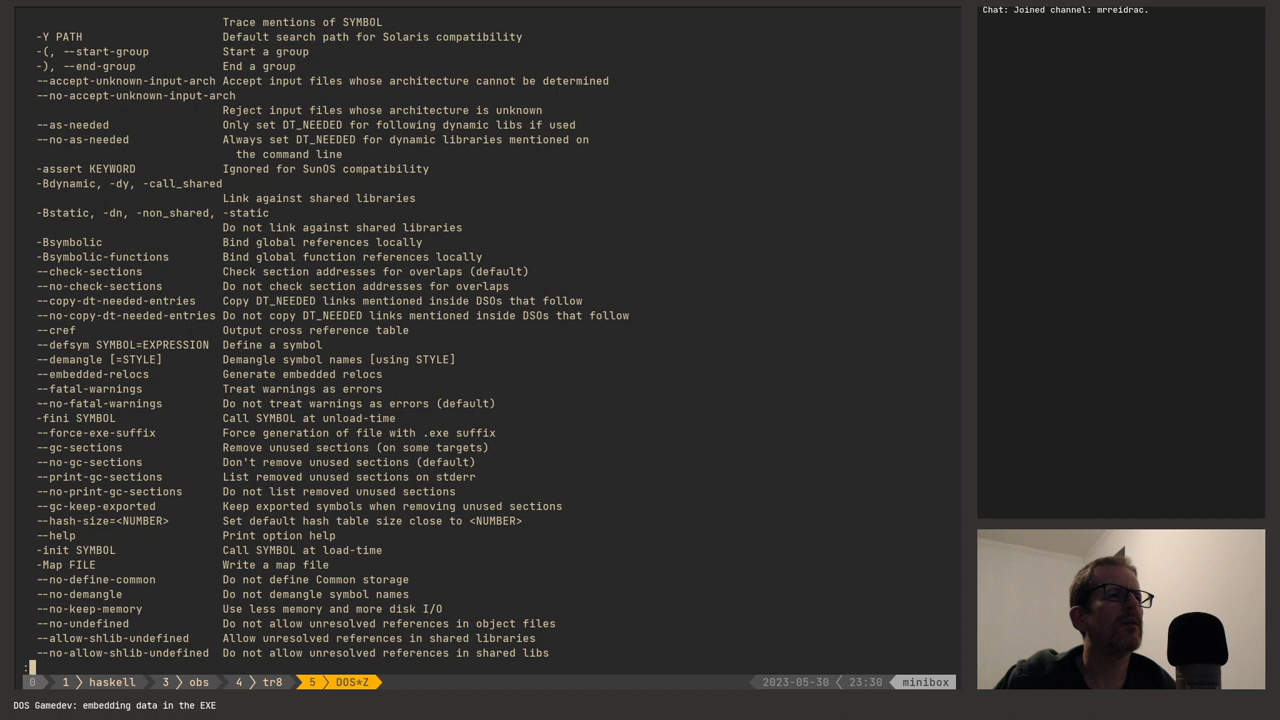 Trace mentions of SYMBOL
-Y PATH Default search path for Solaris compatibility
-(, --start-group Start a group
-), --end-group End a group
--accept-unknown-input-arch Accept input files whose architecture cannot be determined
--no-accept-unknown-input-arch
Reject input files whose architecture is unknown
--as-needed Only set DT_NEEDED for following dynamic libs if used
--no-as-needed Always set DT_NEEDED for dynamic libraries mentioned on
the command line
-assert KEYWORD Ignored for SunOS compatibility
-Bdynamic, -dy, -call_shared
Link against shared libraries
-Bstatic, -dn, -non_shared, -static
Do not link against shared libraries
-Bsymbolic Bind global references locally
-Bsymbolic-functions Bind global function references locally
--check-sections Check section addresses for overlaps (default)
--no-check-sections Do not check section addresses for overlaps
--copy-dt-needed-entries Copy DT_NEEDED links mentioned inside DSOs that follow
--no-copy-dt-needed-entries Do not copy DT_NEEDED links mentioned inside DSOs that follow
--cref Output cross reference table
--defsym SYMBOL=EXPRESSION Define a symbol
--demangle [=STYLE] Demangle symbol names [using STYLE]
--embedded-relocs Generate embedded relocs
--fatal-warnings Treat warnings as errors
--no-fatal-warnings Do not treat warnings as errors (default)
-fini SYMBOL Call SYMBOL at unload-time
--force-exe-suffix Force generation of file with .exe suffix
--gc-sections Remove unused sections (on some targets)
--no-gc-sections Don't remove unused sections (default)
--print-gc-sections List removed unused sections on stderr
--no-print-gc-sections Do not list removed unused sections
--gc-keep-exported Keep exported symbols when removing unused sections
--hash-size=<NUMBER> Set default hash table size close to <NUMBER>
--help Print option help
-init SYMBOL Call SYMBOL at load-time
-Map FILE Write a map file
--no-define-common Do not define Common storage
--no-demangle Do not demangle symbol names
--no-keep-memory Use less memory and more disk I/O
--no-undefined Do not allow unresolved references in object files
--allow-shlib-undefined Allow unresolved references in shared libraries
--no-allow-shlib-undefined Do not allow unresolved references in shared libs
:
0 1 haskell 3 obs 4 tr8 5 DOS*Z 2023-05-30 23:30 minibox
DOS Gamedev: embedding data in the EXE
Chat: Joined channel: mrreidrac.